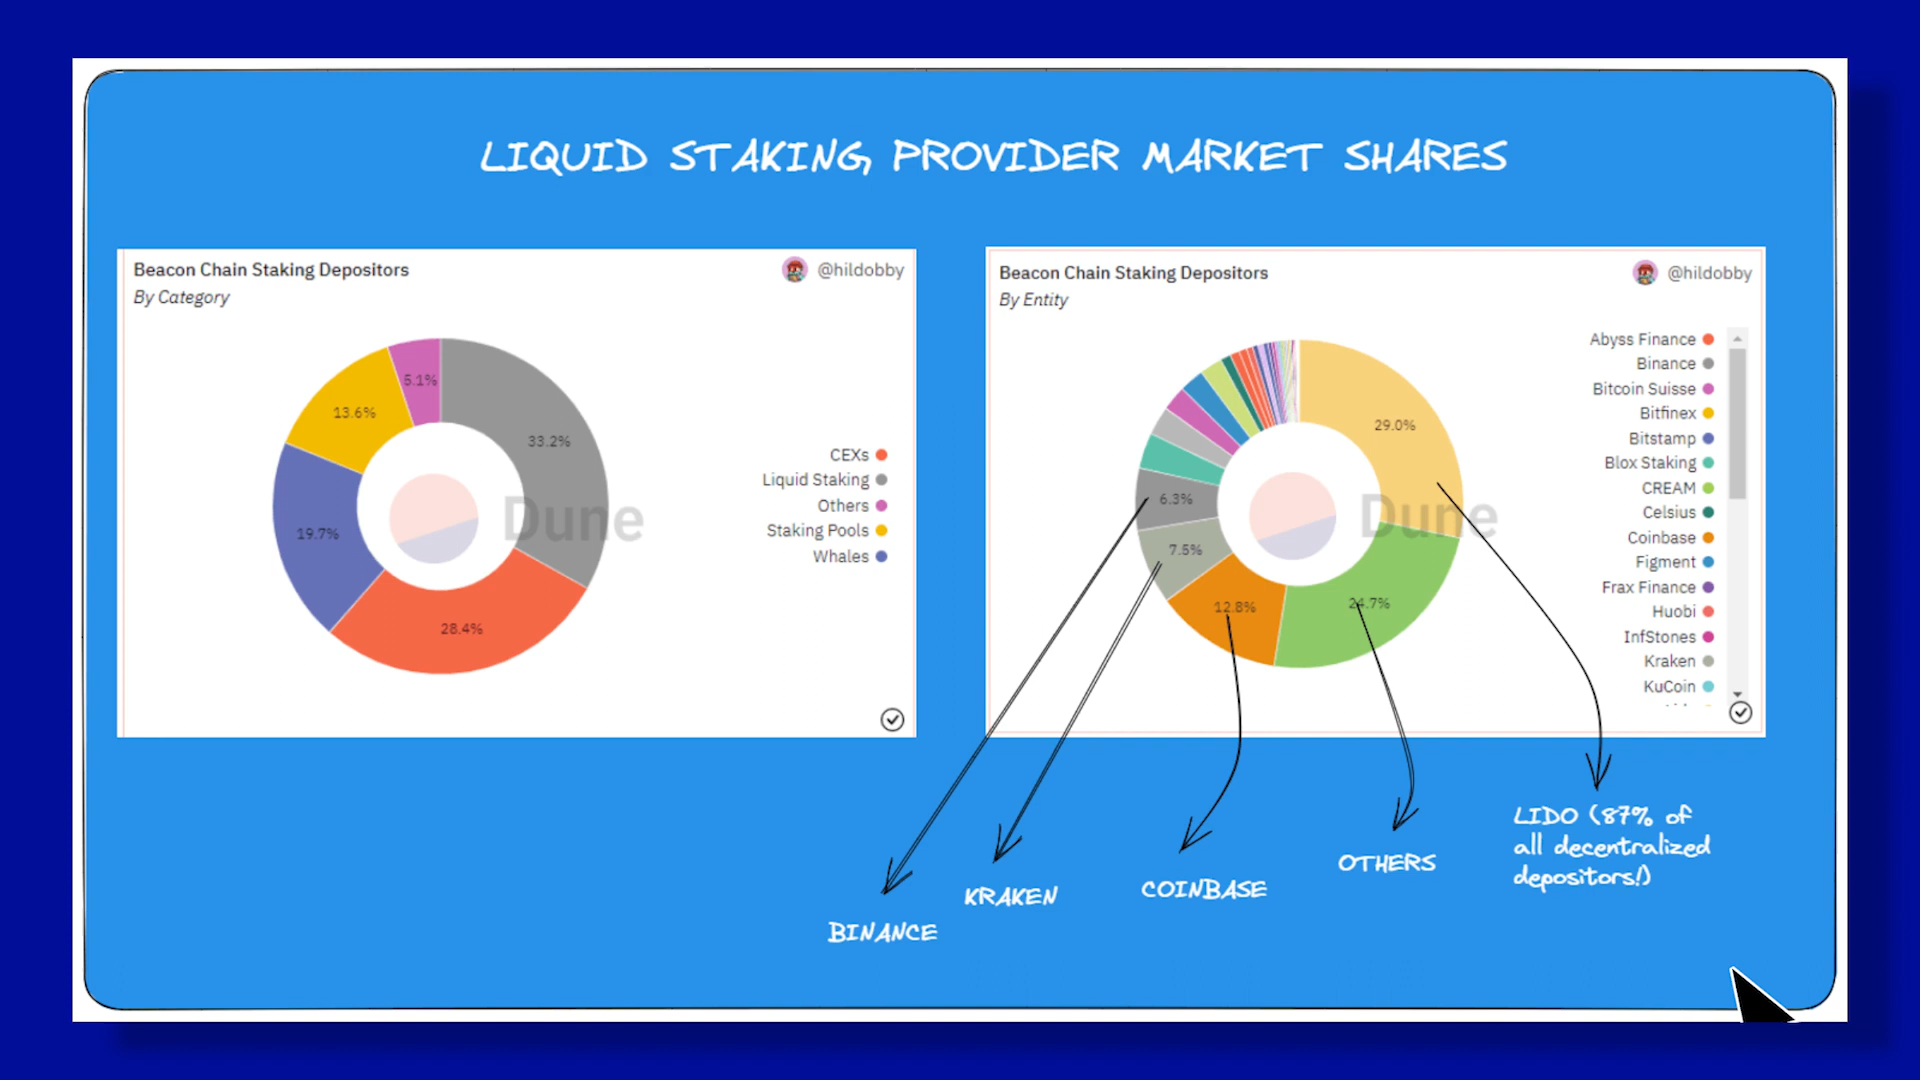 LIQUID STAKING PROVIDER MARKET SHARES
Beacon Chain Staking Depositors
@hildobby
By Category
5.1%
13.6%
33.2%
19.7%
28.4%
Dune
CEXs
Liquid Staking
Others
Staking Pools
Whales
Beacon Chain Staking Depositors
@hildobby
By Entity
29.0%
6.3%
7.5%
12.8%
24.7%
Dune
Abyss Finance
Binance
Bitcoin Suisse
Bitfinex
Bitstamp
Blox Staking
CREAM
Celsius
Coinbase
Figment
Frax Finance
Huobi
InfStones
Kraken
KuCoin
BINANCE
KRAKEN
COINBASE
OTHERS
LIDO (87% of
all decentralized
depositors!)